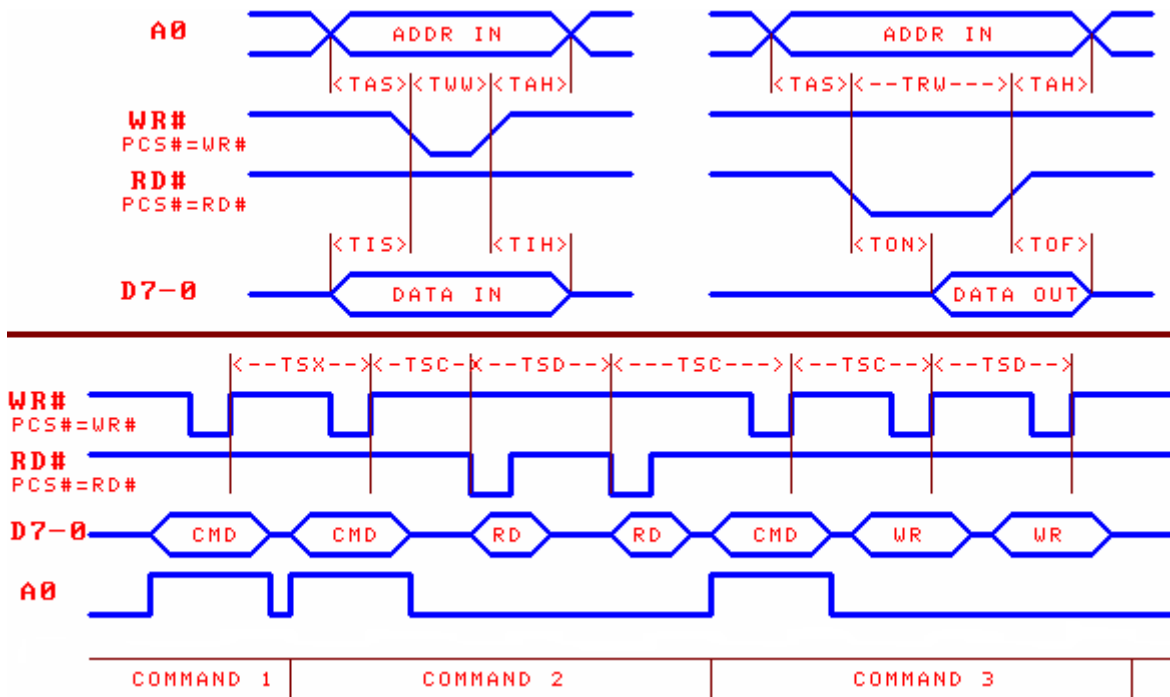 A0 ADDR IN ADDR IN
<TAS> <TWW> <TAH> <TAS> <--TRW---> <TAH>
WR#
PCS#=WR#
RD#
PCS#=RD#
<TIS> <TIH> <TON> <TOF>
D7-0 DATA IN DATA OUT
<--TSX--> <-TSC-X--TSD--> <---TSC---> <--TSC--> <--TSD-->
WR#
PCS#=WR#
RD#
PCS#=RD#
D7-0 CMD CMD RD RD CMD WR WR
A0
COMMAND 1 COMMAND 2 COMMAND 3